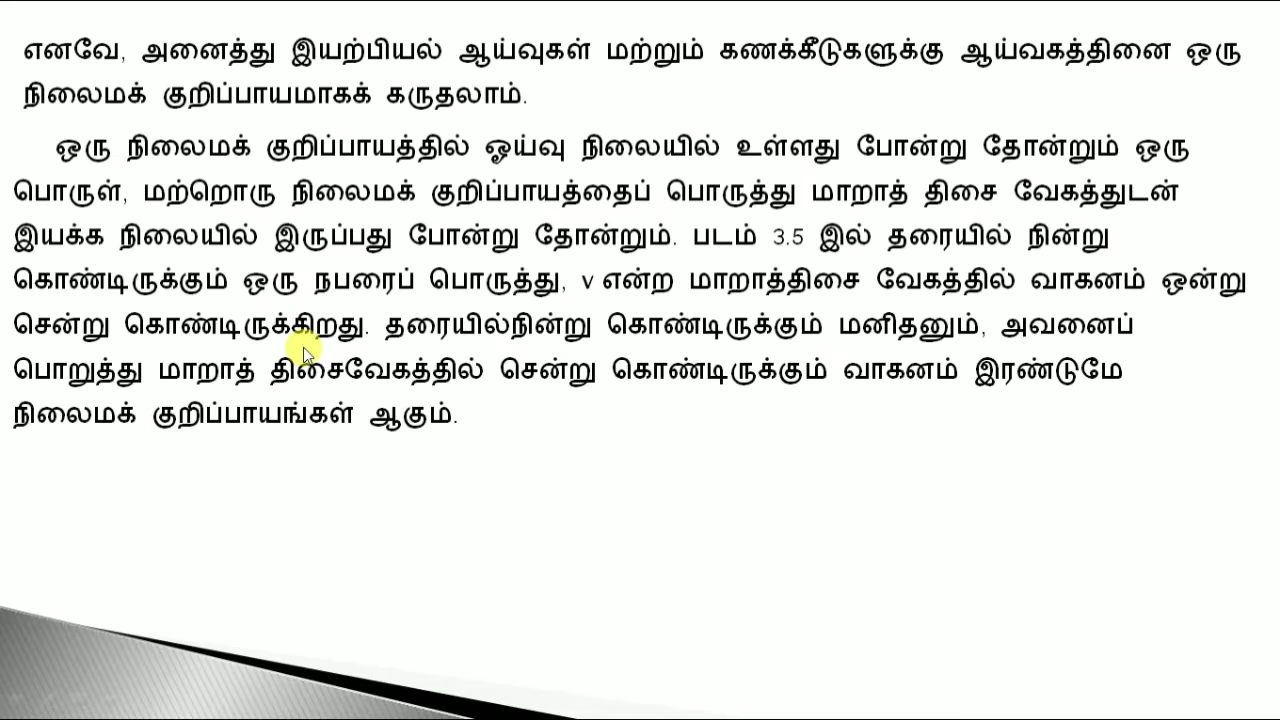 எனவே, அனைத்து இயற்பியல் ஆய்வுகள் மற்றும் கணக்கீடுகளுக்கு ஆய்வகத்தினை ஒரு
நிலைமக் குறிப்பாயமாகக் கருதலாம்.
ஒரு நிலைமக் குறிப்பாயத்தில் ஓய்வு நிலையில் உள்ளது போன்று தோன்றும் ஒரு
பொருள், மற்றொரு நிலைமக் குறிப்பாயத்தைப் பொருத்து மாறாத் திசை வேகத்துடன்
இயக்க நிலையில் இருப்பது போன்று தோன்றும். படம் 3.5 இல் தரையில் நின்று
கொண்டிருக்கும் ஒரு நபரைப் பொருத்து, v என்ற மாறாத்திசை வேகத்தில் வாகனம் ஒன்று
சென்று கொண்டிருக்கிறது. தரையில்நின்று கொண்டிருக்கும் மனிதனும், அவனைப்
பொறுத்து மாறாத் திசைவேகத்தில் சென்று கொண்டிருக்கும் வாகனம் இரண்டுமே
நிலைமக் குறிப்பாயங்கள் ஆகும்.